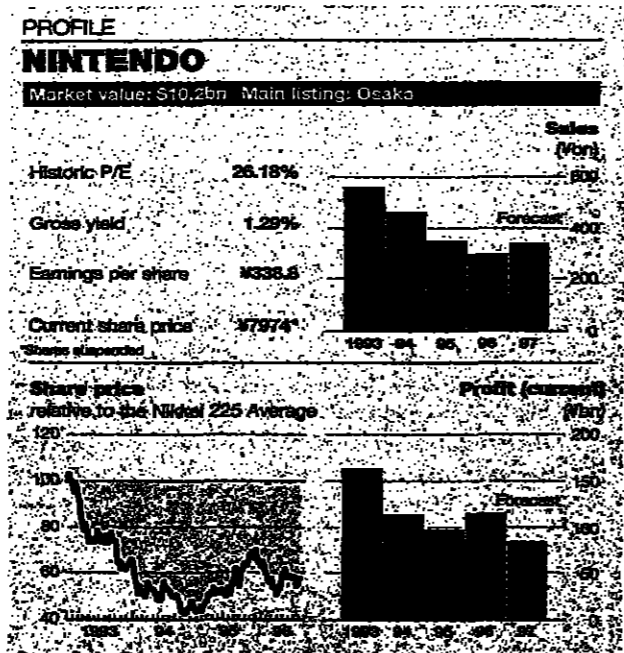 PROFILE
NINTENDO
Market value: $10.2bn Main listing: Osaka
Historic P/E 26.18%
Gross yield 1.29%
Earnings per share ¥338.8
Current share price ¥7974*
*Shares suspended
Sales
(¥bn)
600
Forecast
400
200
0
1993 94 95 96 97
Share price
relative to the Nikkei 225 Average
120
100
80
60
40
1993 94 95 96
Profit (current)
(¥bn)
200
150
Forecast
100
50
0
1993 94 95 96 97